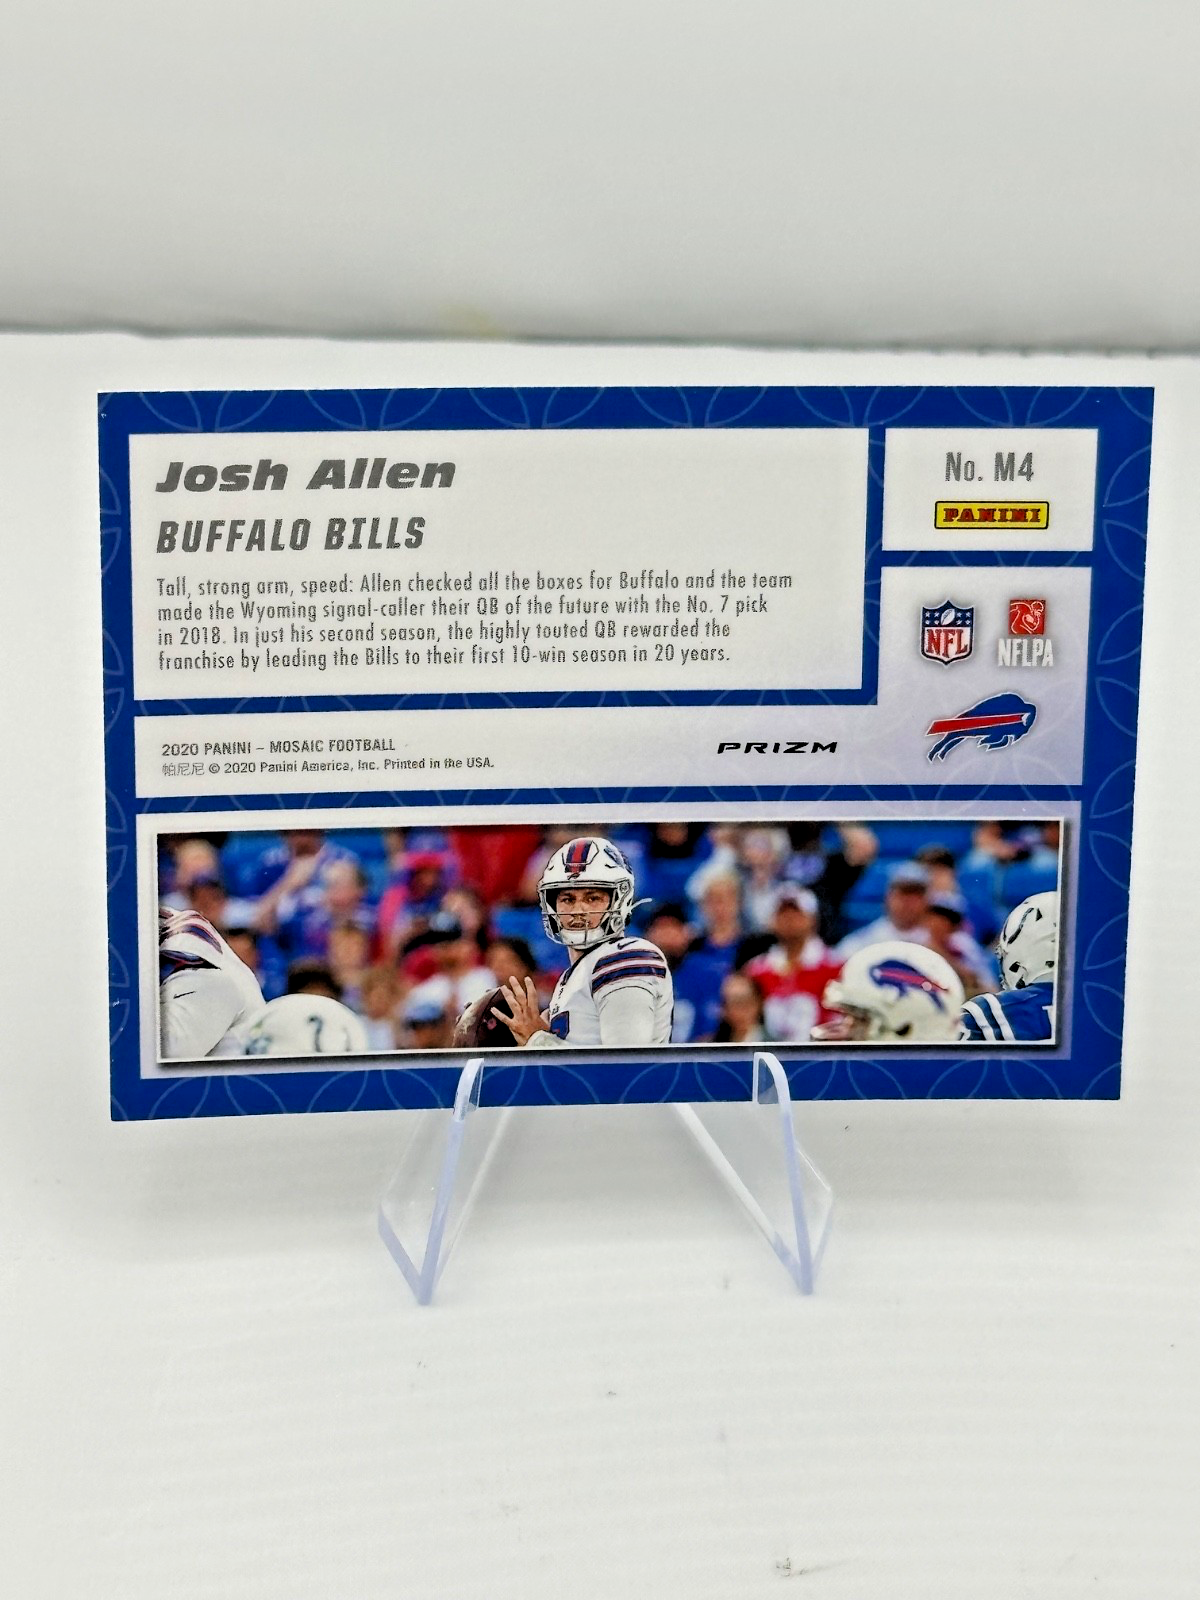 Josh Allen
BUFFALO BILLS
Tall, strong arm, speed: Allen checked all the boxes for Buffalo and the team
made the Wyoming signal-caller their QB of the future with the No. 7 pick
in 2018. In just his second season, the highly touted QB rewarded the
franchise by leading the Bills to their first 10-win season in 20 years.
No. M4
PANINI
NFL
NFLPA
2020 PANINI – MOSAIC FOOTBALL
帕尼尼 © 2020 Panini America, Inc. Printed in the USA.
PRIZM